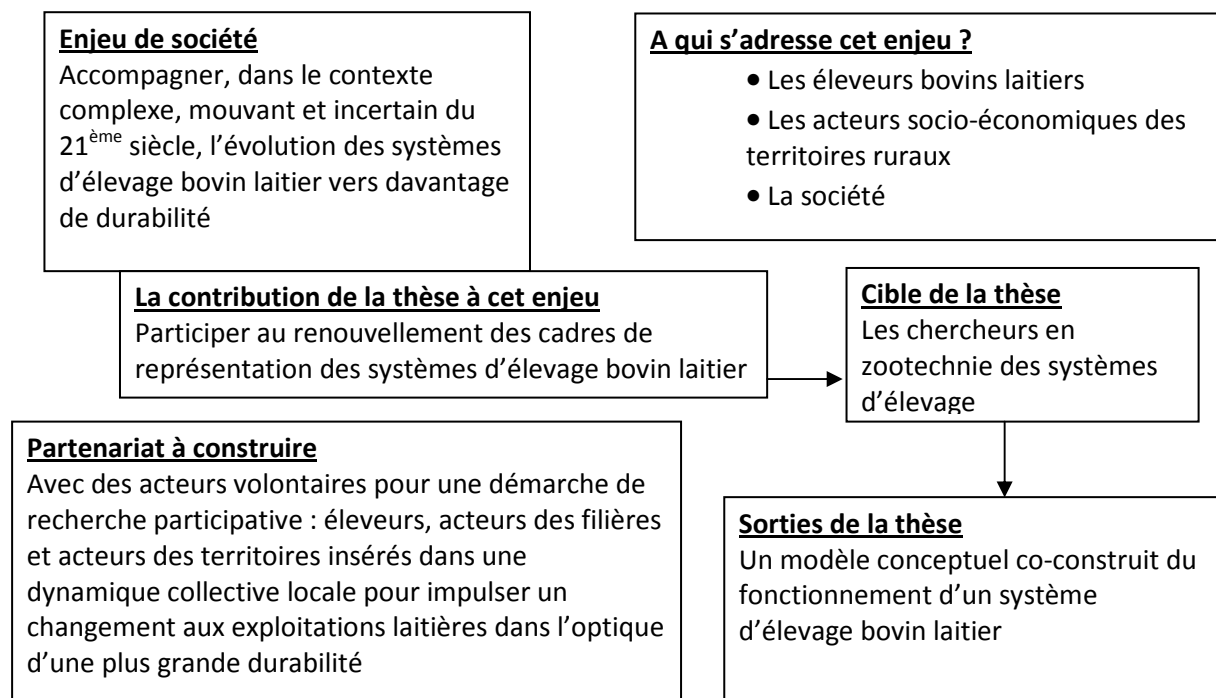 Enjeu de société
Accompagner, dans le contexte
complexe, mouvant et incertain du
21ème siècle, l’évolution des systèmes
d’élevage bovin laitier vers davantage
de durabilité
A qui s’adresse cet enjeu ?
• Les éleveurs bovins laitiers
• Les acteurs socio-économiques des
territoires ruraux
• La société
La contribution de la thèse à cet enjeu
Participer au renouvellement des cadres de
représentation des systèmes d’élevage bovin laitier
Cible de la thèse
Les chercheurs en
zootechnie des systèmes
d’élevage
Partenariat à construire
Avec des acteurs volontaires pour une démarche de
recherche participative : éleveurs, acteurs des filières
et acteurs des territoires insérés dans une
dynamique collective locale pour impulser un
changement aux exploitations laitières dans l’optique
d’une plus grande durabilité
Sorties de la thèse
Un modèle conceptuel co-construit du
fonctionnement d’un système
d’élevage bovin laitier